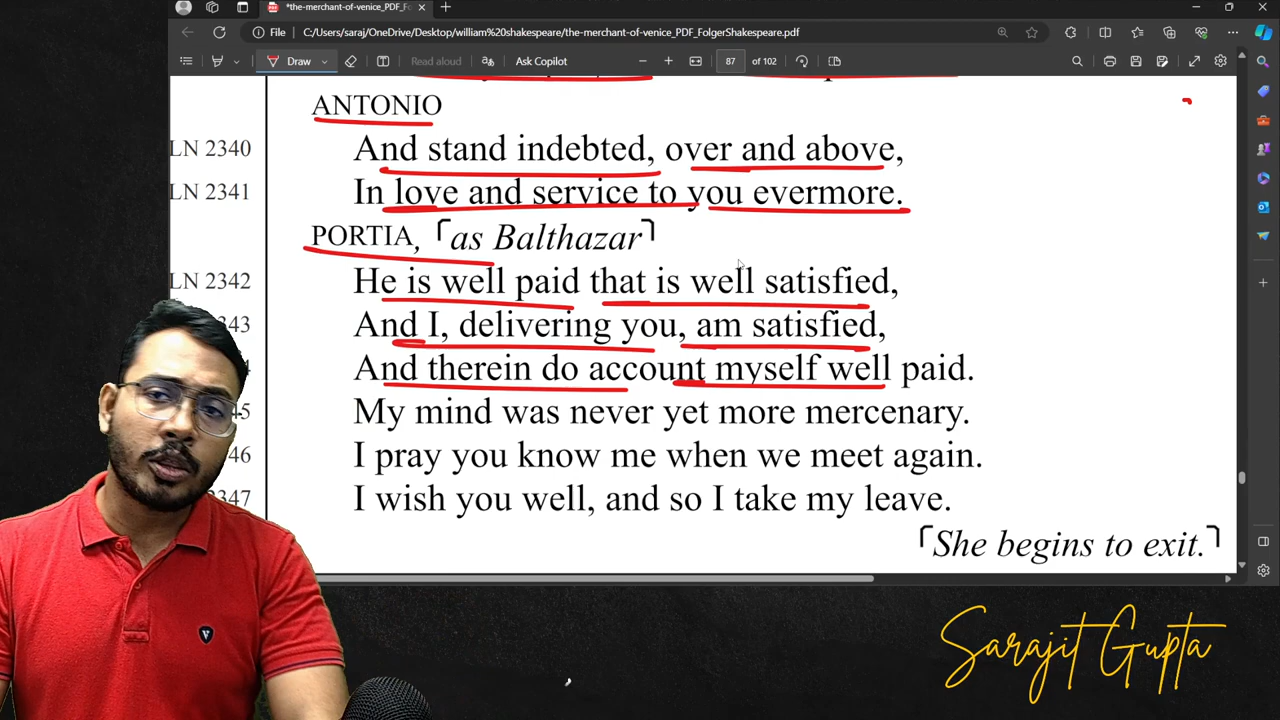 *the-merchant-of-venice_PDF_Folger
File C:/Users/saraj/OneDrive/Desktop/william%20shakespeare/the-merchant-of-venice_PDF_FolgerShakespeare.pdf
Draw Read aloud Ask Copilot 87 of 102
ANTONIO
LN 2340 And stand indebted, over and above,
LN 2341 In love and service to you evermore.
PORTIA, ⌜as Balthazar⌝
LN 2342 He is well paid that is well satisfied,
43 And I, delivering you, am satisfied,
And therein do account myself well paid.
45 My mind was never yet more mercenary.
46 I pray you know me when we meet again.
2347 I wish you well, and so I take my leave.
⌜She begins to exit.⌝
Sarajit Gupta